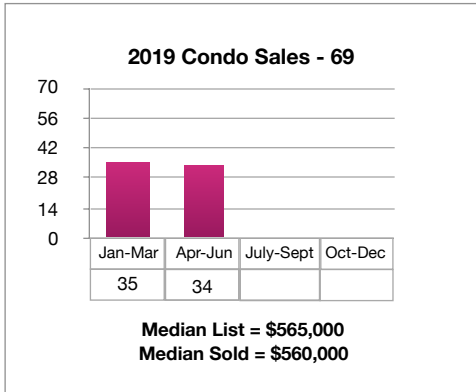 2019 Condo Sales - 69
70
56
42
28
14
0
Jan-Mar Apr-Jun July-Sept Oct-Dec
35 34
Median List = $565,000
Median Sold = $560,000